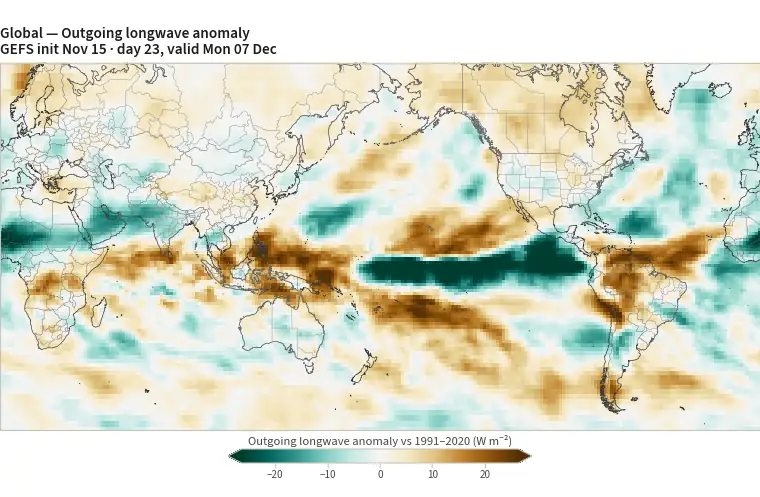 Global — Outgoing longwave anomaly
GEFS init Nov 15 · day 23, valid Mon 07 Dec
Outgoing longwave anomaly vs 1991–2020 (W m⁻²)
−20 −10 0 10 20